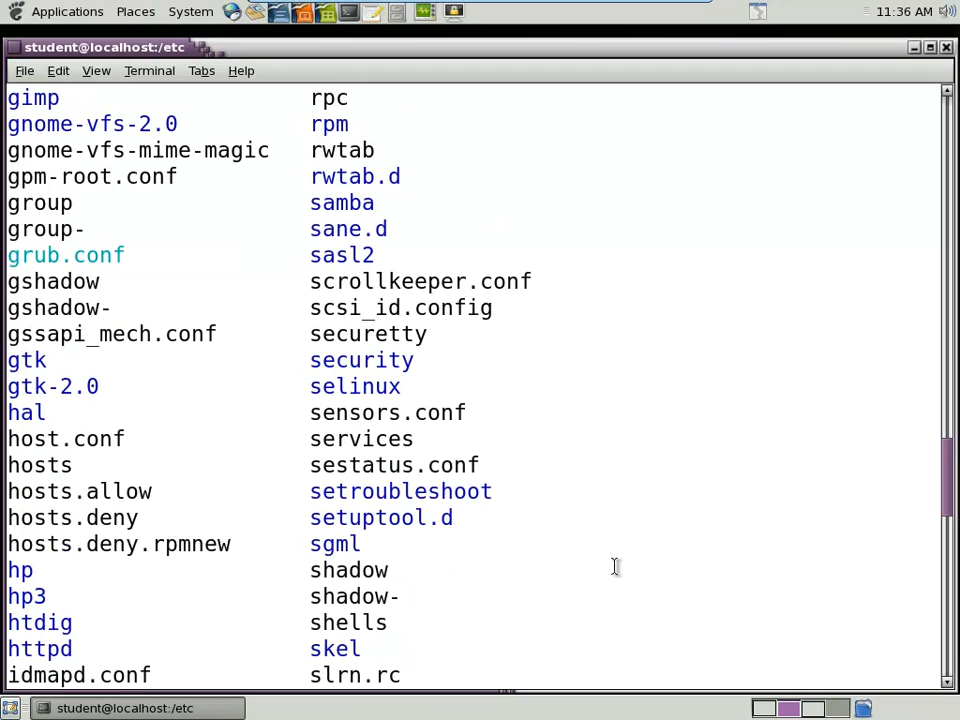 Applications Places System 11:36 AM
student@localhost:/etc
File Edit View Terminal Tabs Help
gimp rpc
gnome-vfs-2.0 rpm
gnome-vfs-mime-magic rwtab
gpm-root.conf rwtab.d
group samba
group- sane.d
grub.conf sasl2
gshadow scrollkeeper.conf
gshadow- scsi_id.config
gssapi_mech.conf securetty
gtk security
gtk-2.0 selinux
hal sensors.conf
host.conf services
hosts sestatus.conf
hosts.allow setroubleshoot
hosts.deny setuptool.d
hosts.deny.rpmnew sgml
hp shadow
hp3 shadow-
htdig shells
httpd skel
idmapd.conf slrn.rc
student@localhost:/etc